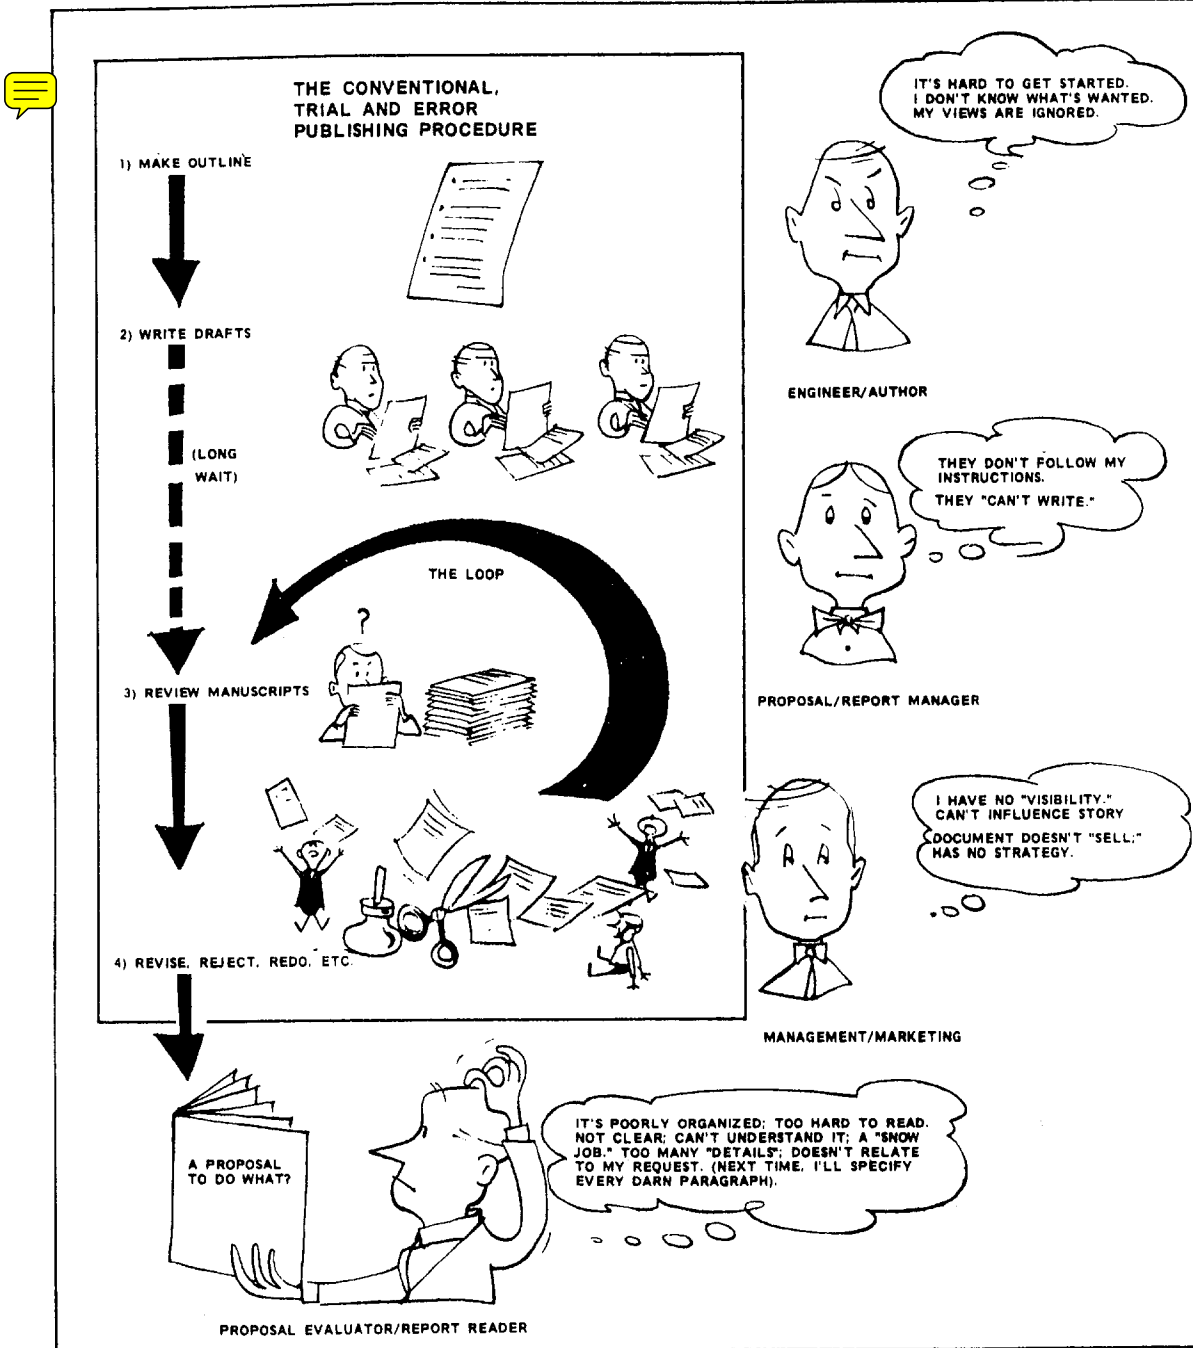 THE CONVENTIONAL,
TRIAL AND ERROR
PUBLISHING PROCEDURE
1) MAKE OUTLINE
2) WRITE DRAFTS
(LONG
WAIT)
THE LOOP
?
3) REVIEW MANUSCRIPTS
4) REVISE, REJECT, REDO, ETC.
IT'S HARD TO GET STARTED.
I DON'T KNOW WHAT'S WANTED.
MY VIEWS ARE IGNORED.
ENGINEER/AUTHOR
THEY DON'T FOLLOW MY
INSTRUCTIONS.
THEY "CAN'T WRITE."
PROPOSAL/REPORT MANAGER
I HAVE NO "VISIBILITY."
CAN'T INFLUENCE STORY
DOCUMENT DOESN'T "SELL;"
HAS NO STRATEGY.
MANAGEMENT/MARKETING
A PROPOSAL
TO DO WHAT?
IT'S POORLY ORGANIZED; TOO HARD TO READ.
NOT CLEAR; CAN'T UNDERSTAND IT; A "SNOW
JOB." TOO MANY "DETAILS"; DOESN'T RELATE
TO MY REQUEST. (NEXT TIME, I'LL SPECIFY
EVERY DARN PARAGRAPH).
PROPOSAL EVALUATOR/REPORT READER